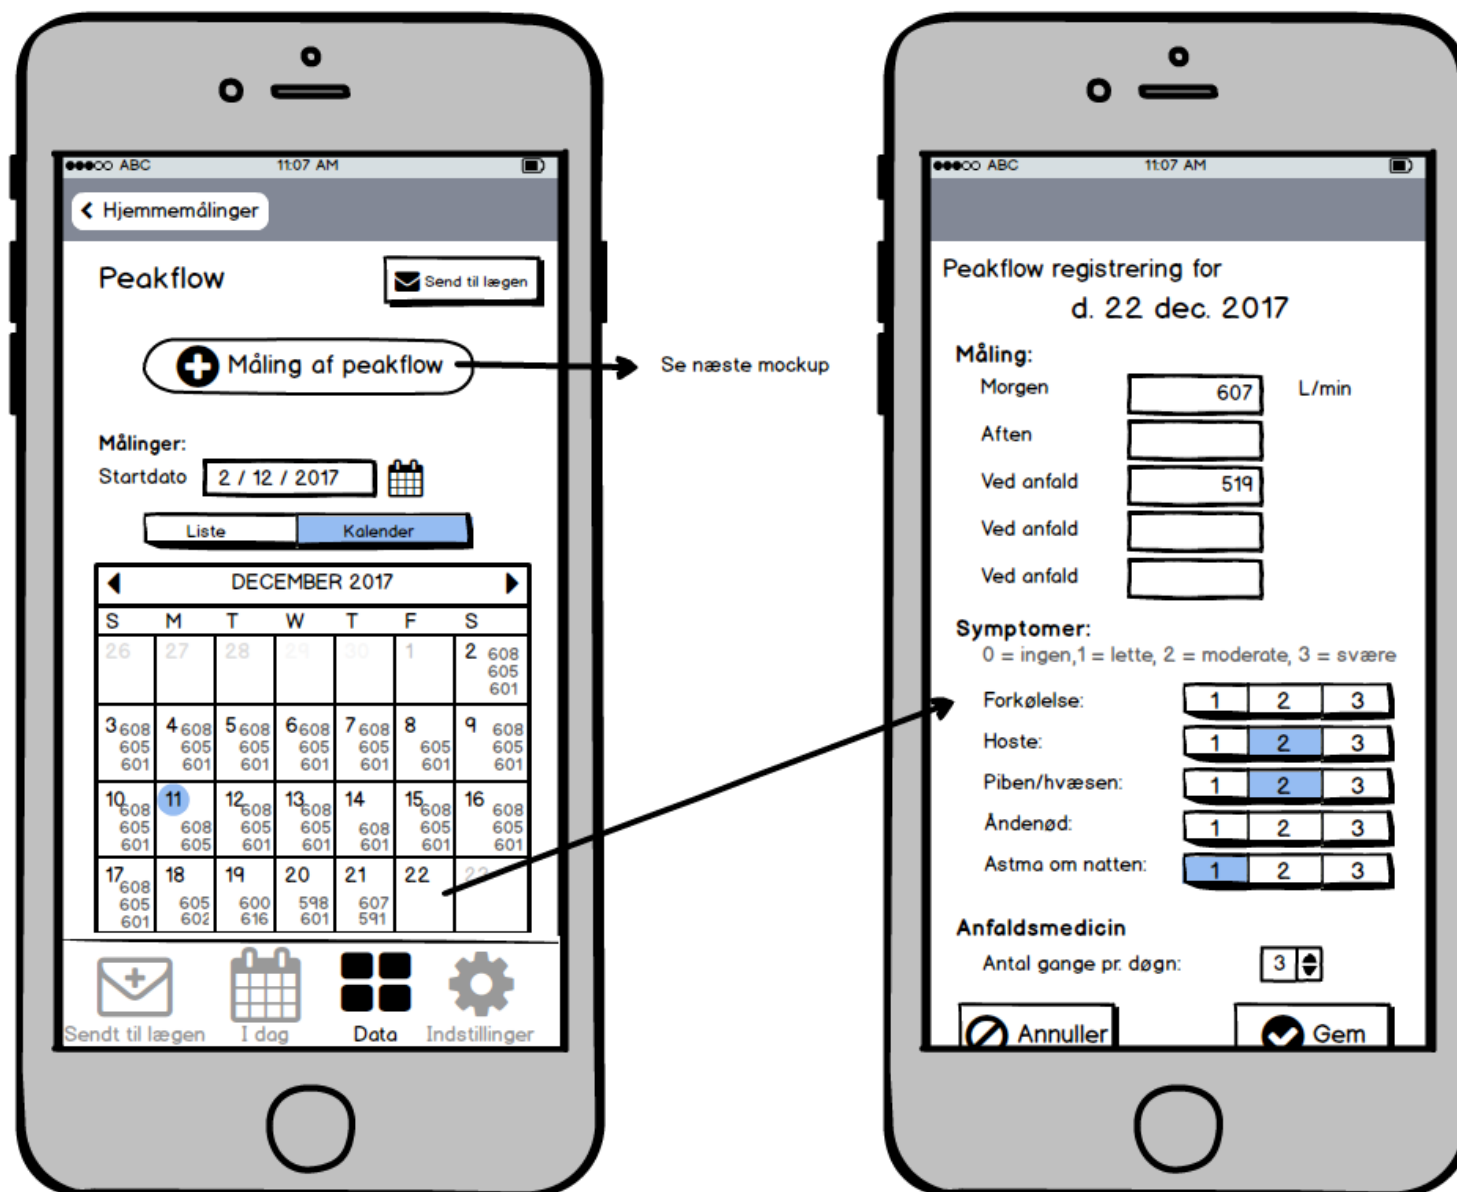 ABC 11:07 AM
Hjemmemålinger
Peakflow
Send til lægen
Måling af peakflow
Målinger:
Startdato 2 / 12 / 2017
Liste Kalender
DECEMBER 2017
S M T W T F S
26 27 28 29 30 1 2 608
605
601
3 608 4 608 5 608 6 608 7 608 8 9 608
605 605 605 605 605 605 605
601 601 601 601 601 601 601
10 608 11 12 608 13 608 14 15 608 16 608
605 608 605 605 608 605 605
601 605 601 601 601 601 601
17 608 18 19 20 21 22 23
605 605 600 598 607
601 602 616 601 591
Sendt til lægen I dag Data Indstillinger
Se næste mockup
ABC 11:07 AM
Peakflow registrering for
d. 22 dec. 2017
Måling:
Morgen 607 L/min
Aften
Ved anfald 519
Ved anfald
Ved anfald
Symptomer:
0 = ingen,1 = lette, 2 = moderate, 3 = svære
Forkølelse: 1 2 3
Hoste: 1 2 3
Piben/hvæsen: 1 2 3
Åndenød: 1 2 3
Astma om natten: 1 2 3
Anfaldsmedicin
Antal gange pr. døgn: 3
Annuller Gem